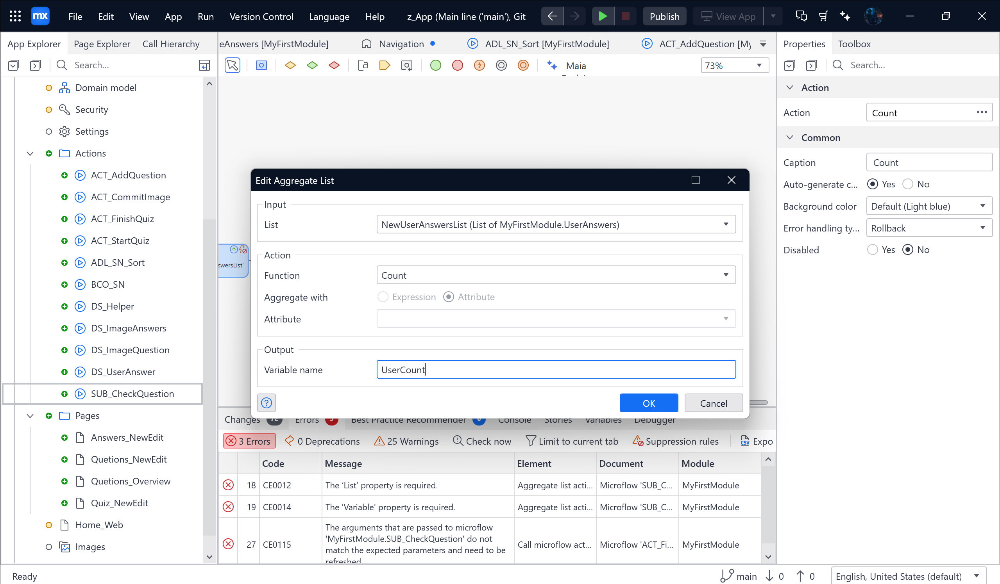 mx File Edit View App Run Version Control Language Help z_App (Main line ('main'), Git Publish View App
App Explorer Page Explorer Call Hierarchy
eAnswers [MyFirstModule] Navigation ADL_SN_Sort [MyFirstModule] ACT_AddQuestion [My
Properties Toolbox
Search...
Maia
73%
Search...
Domain model
Security
Settings
Actions
ACT_AddQuestion
ACT_CommitImage
ACT_FinishQuiz
ACT_StartQuiz
ADL_SN_Sort
BCO_SN
DS_Helper
DS_ImageAnswers
DS_ImageQuestion
DS_UserAnswer
SUB_CheckQuestion
Pages
Answers_NewEdit
Quetions_NewEdit
Quetions_Overview
Quiz_NewEdit
Home_Web
Images
swersList'
Edit Aggregate List
Input
List NewUserAnswersList (List of MyFirstModule.UserAnswers)
Action
Function Count
Aggregate with Expression Attribute
Attribute
Output
Variable name UserCount
? OK Cancel
Action
Action Count ...
Common
Caption Count
Auto-generate c... Yes No
Background color Default (Light blue)
Error handling ty... Rollback
Disabled Yes No
Changes Errors Best Practice Recommender Console Stories Variables Debugger
3 Errors 0 Deprecations 25 Warnings Check now Limit to current tab Suppression rules CSV Expor
Code Message Element Document Module
18 CE0012 The ‘List’ property is required. Aggregate list acti... Microflow 'SUB_C... MyFirstModule
19 CE0014 The 'Variable' property is required. Aggregate list acti... Microflow 'SUB_C... MyFirstModule
The arguments that are passed to microflow
'MyFirstModule.SUB_CheckQuestion' do not
27 CE0115 match the expected parameters and need to be Call microflow act... Microflow 'ACT_Fi... MyFirstModule
refreshed
Ready main 0 0 English, United States (default)